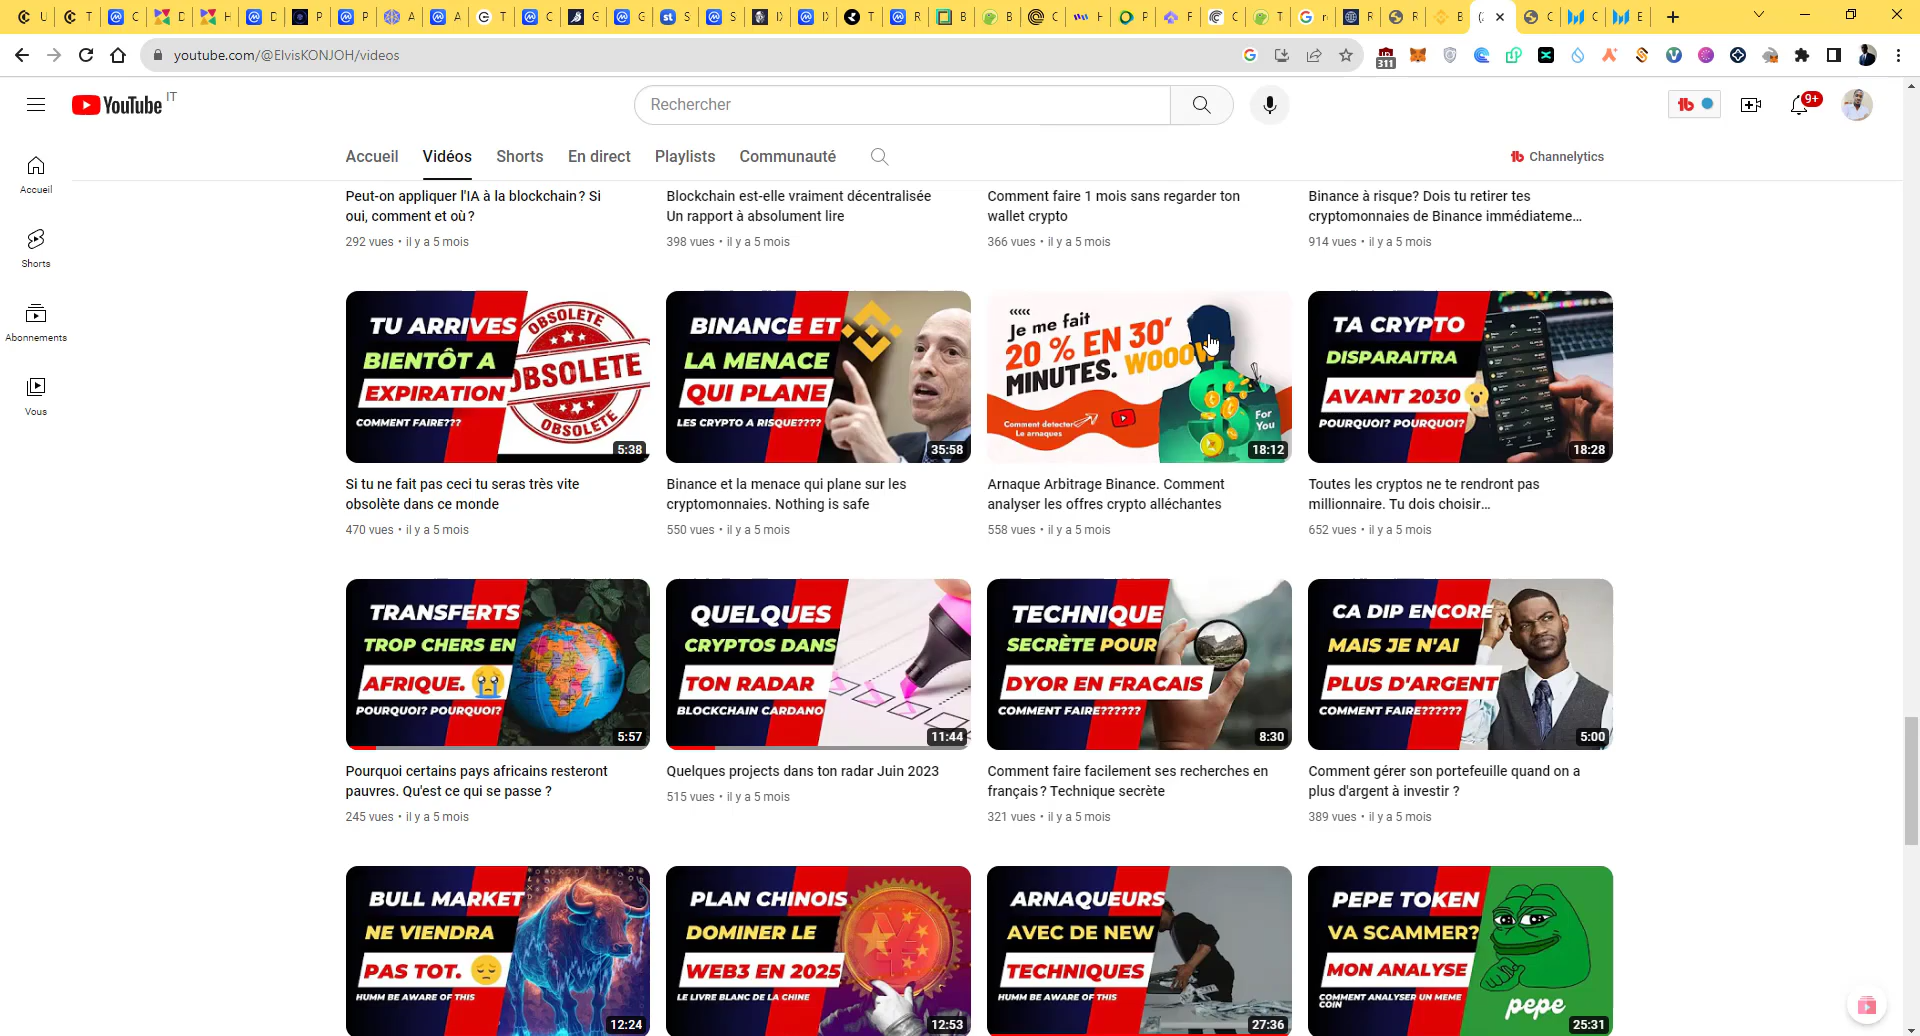 U
T
C
D
H
D
P
P
A
A
T
C
G
G
S
S
D
D
T
R
B
B
C
H
P
F
C
T
r
R
R
B
(
C
C
E
youtube.com/@ElvisKONJOH/videos
311
YouTube IT
Rechercher
9+
Accueil
Vidéos
Shorts
En direct
Playlists
Communauté
Channelytics
Accueil
Shorts
Abonnements
Vous
Peut-on appliquer l'IA à la blockchain? Si
oui, comment et où?
292 vues • il y a 5 mois
Blockchain est-elle vraiment décentralisée
Un rapport à absolument lire
398 vues • il y a 5 mois
Comment faire 1 mois sans regarder ton
wallet crypto
366 vues • il y a 5 mois
Binance à risque? Dois tu retirer tes
cryptomonnaies de Binance immédiateme...
914 vues • il y a 5 mois
TU ARRIVES
BIENTÔT A
EXPIRATION
COMMENT FAIRE???
OBSOLETE
OBSOLETE
OBSOLETE
5:38
Si tu ne fait pas ceci tu seras très vite
obsolète dans ce monde
470 vues • il y a 5 mois
BINANCE ET
LA MENACE
QUI PLANE
LES CRYPTO A RISQUE????
35:58
Binance et la menace qui plane sur les
cryptomonnaies. Nothing is safe
550 vues • il y a 5 mois
‹‹‹‹‹
Je me fait
20 % EN 30'
MINUTES. WOOOW
Comment detecter
Le arnaques
For
You
18:12
Arnaque Arbitrage Binance. Comment
analyser les offres crypto alléchantes
558 vues • il y a 5 mois
TA CRYPTO
DISPARAITRA
AVANT 2030
POURQUOI? POURQUOI?
18:28
Toutes les cryptos ne te rendront pas
millionnaire. Tu dois choisir...
652 vues • il y a 5 mois
TRANSFERTS
TROP CHERS EN
AFRIQUE.
POURQUOI? POURQUOI?
5:57
Pourquoi certains pays africains resteront
pauvres. Qu'est ce qui se passe ?
245 vues • il y a 5 mois
QUELQUES
CRYPTOS DANS
TON RADAR
BLOCKCHAIN CARDANO
11:44
Quelques projects dans ton radar Juin 2023
515 vues • il y a 5 mois
TECHNIQUE
SECRÈTE POUR
DYOR EN FRACAIS
COMMENT FAIRE??????
8:30
Comment faire facilement ses recherches en
français? Technique secrète
321 vues • il y a 5 mois
CA DIP ENCORE
MAIS JE N'AI
PLUS D'ARGENT
COMMENT FAIRE??????
5:00
Comment gérer son portefeuille quand on a
plus d'argent à investir ?
389 vues • il y a 5 mois
BULL MARKET
NE VIENDRA
PAS TOT.
HUMM BE AWARE OF THIS
12:24
PLAN CHINOIS
DOMINER LE
WEB3 EN 2025
LE LIVRE BLANC DE LA CHINE
12:53
ARNAQUEURS
AVEC DE NEW
TECHNIQUES
HUMM BE AWARE OF THIS
27:36
PEPE TOKEN
VA SCAMMER?
MON ANALYSE
COMMENT ANALYSER UN MEME
COIN
pepe
25:31